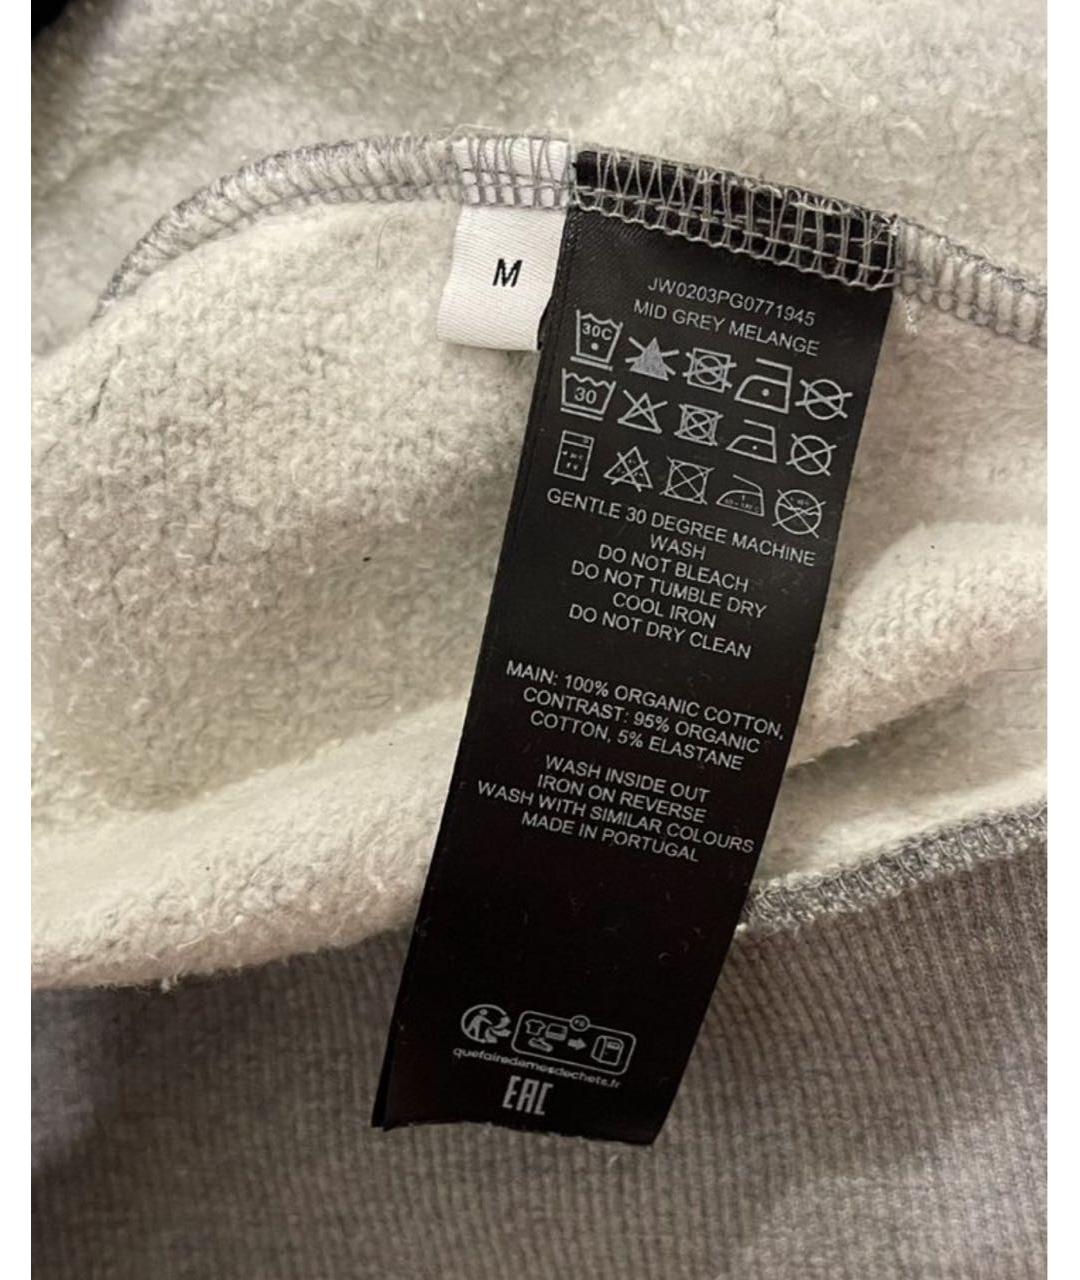 M
JW0203PG0771945
MID GREY MELANGE
30C
30
GENTLE 30 DEGREE MACHINE
WASH
DO NOT BLEACH
DO NOT TUMBLE DRY
COOL IRON
DO NOT DRY CLEAN
MAIN: 100% ORGANIC COTTON,
CONTRAST: 95% ORGANIC
COTTON, 5% ELASTANE
WASH INSIDE OUT
IRON ON REVERSE
WASH WITH SIMILAR COLOURS
MADE IN PORTUGAL
FR
quefairedemesdechets.fr
EAC